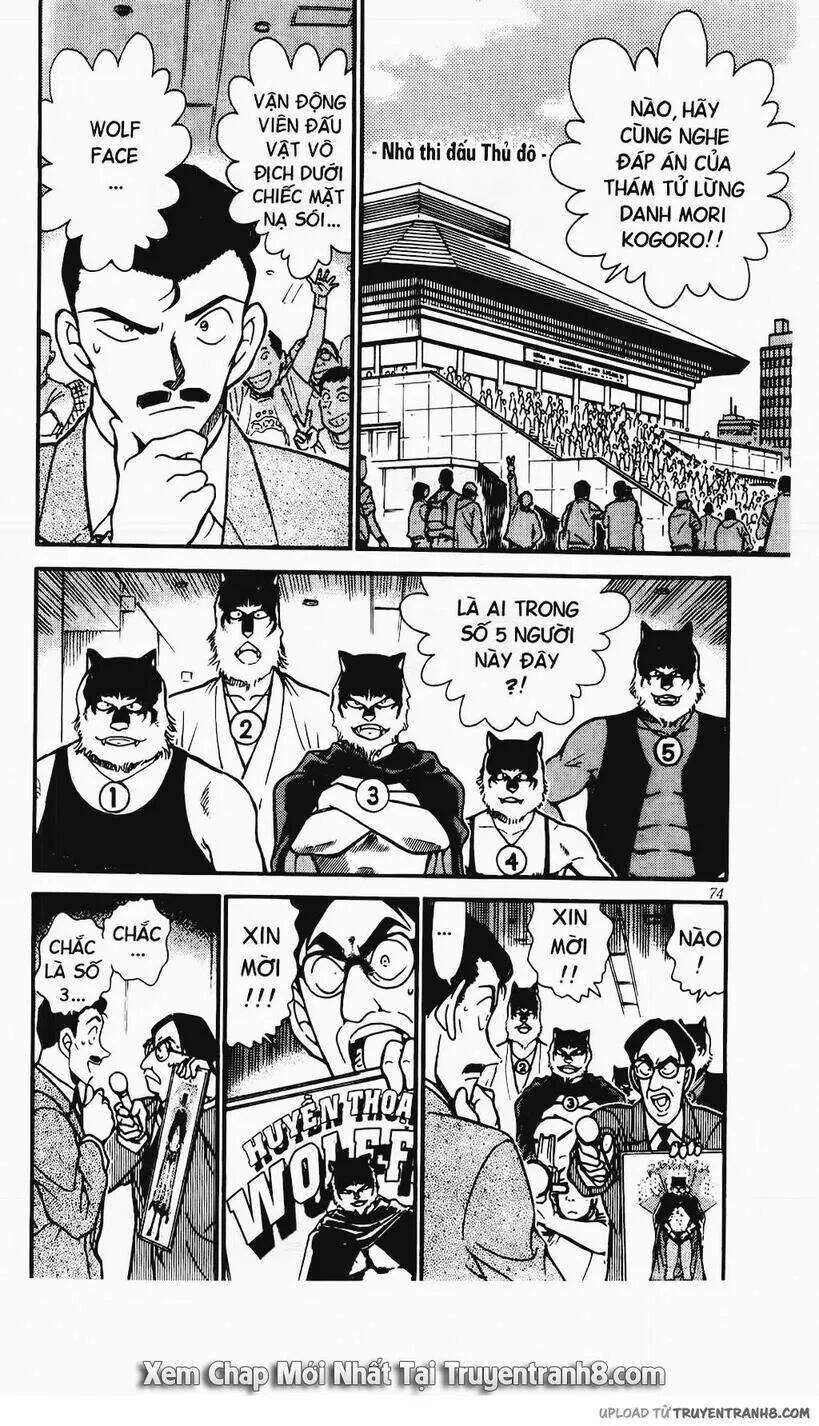 NÀO, HÃY
CÙNG NGHE
ĐÁP ÁN CỦA
THÁM TỬ LỪNG
DANH MORI
KOGORO!!
- Nhà thi đấu Thủ đô -
VẬN ĐỘNG
VIÊN ĐẤU
VẬT VÔ
ĐỊCH DƯỚI
CHIẾC MẶT
NẠ SÓI...
WOLF
FACE
...
LÀ AI TRONG
SỐ 5 NGƯỜI
NÀY ĐÂY
?!
1
2
3
4
5
74
NÀO
!
XIN
MỜI
!!
...
2
3
XIN
MỜI
!!!
HUYỀN THOẠ
WOLF F
CHẮC
...
CHẮC
LÀ SỐ
3...
Xem Chap Mới Nhất Tại Truyentranh8.com
UPLOAD TỪ TRUYENTRANH8.COM